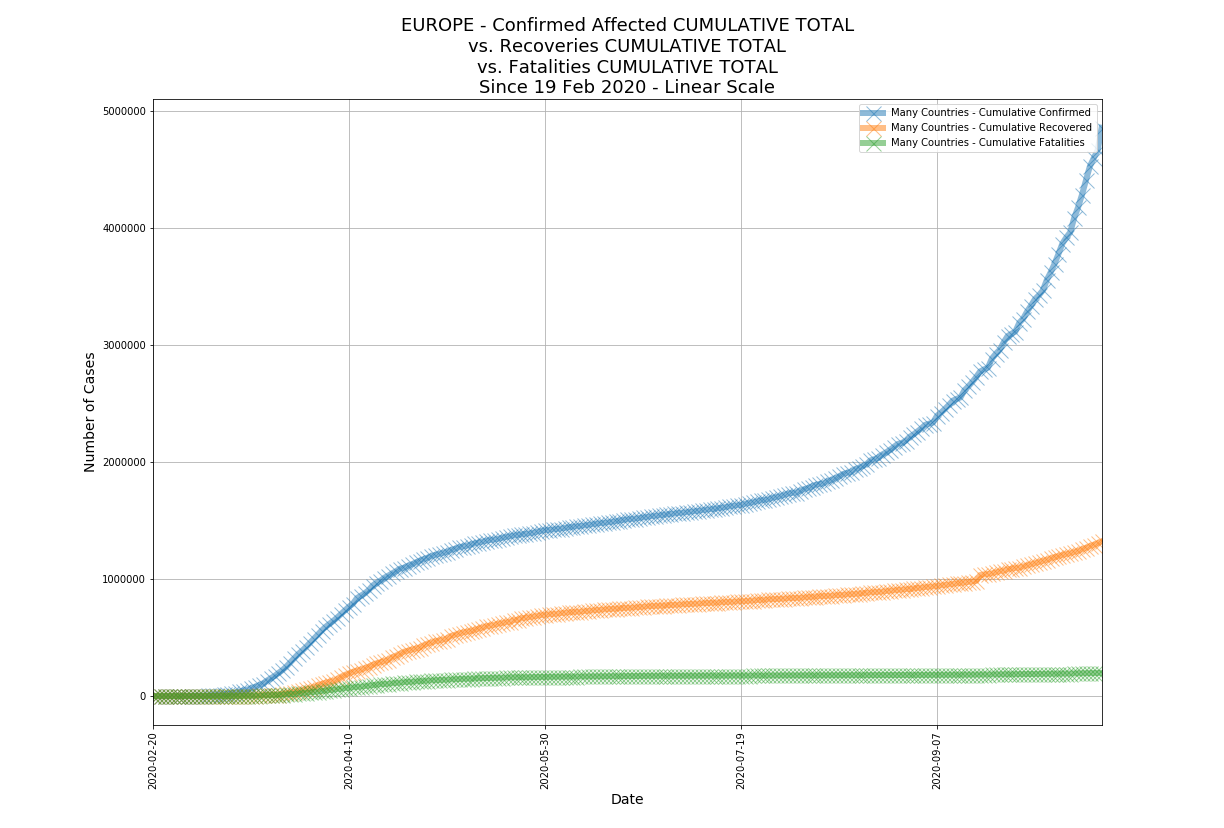 EUROPE - Confirmed Affected CUMULATIVE TOTAL
vs. Recoveries CUMULATIVE TOTAL
vs. Fatalities CUMULATIVE TOTAL
Since 19 Feb 2020 - Linear Scale
Many Countries - Cumulative Confirmed
Many Countries - Cumulative Recovered
Many Countries - Cumulative Fatalities
Number of Cases
5000000
4000000
3000000
2000000
1000000
0
2020-02-20
2020-04-10
2020-05-30
2020-07-19
2020-09-07
Date